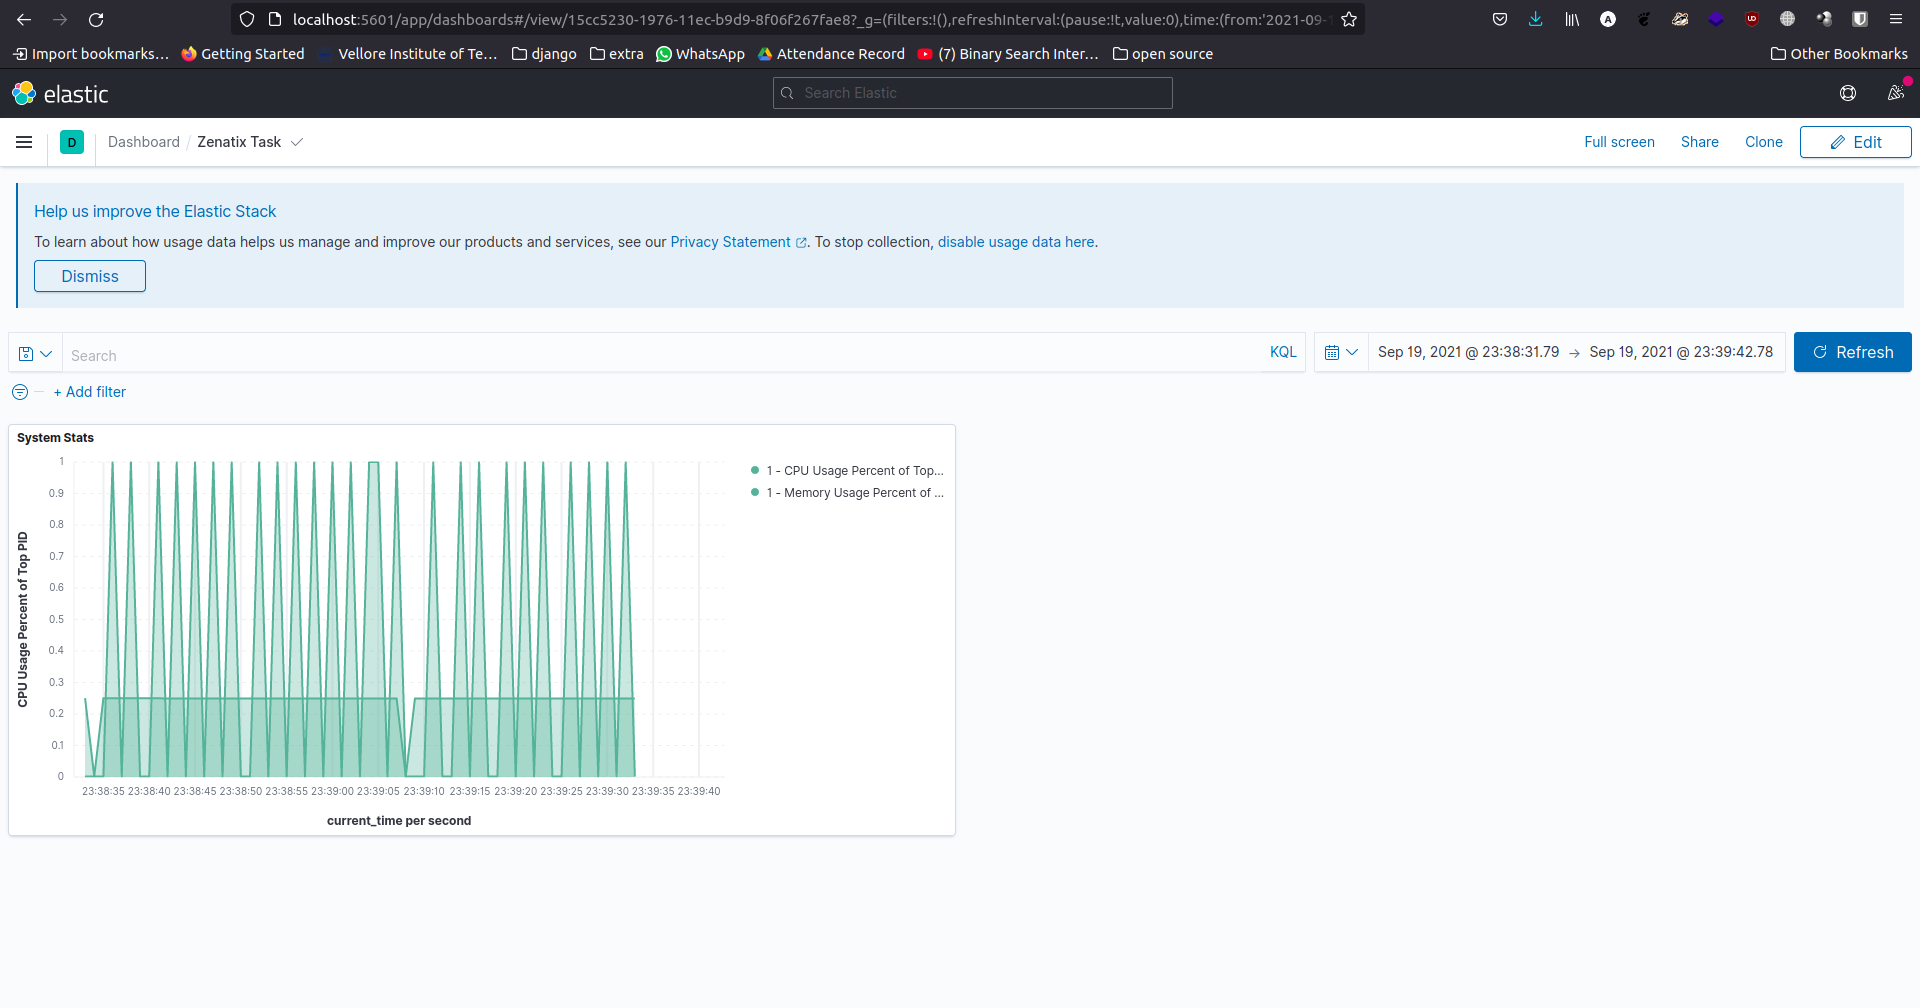 localhost:5601/app/dashboards#/view/15cc5230-1976-11ec-b9d9-8f06f267fae8?_g=(filters:!(),refreshInterval:(pause:!t,value:0),time:(from:'2021-09-
Import bookmarks… Getting Started Vellore Institute of Te… django extra WhatsApp Attendance Record (7) Binary Search Inter… open source Other Bookmarks
elastic Search Elastic
D Dashboard / Zenatix Task Full screen Share Clone Edit
Help us improve the Elastic Stack
To learn about how usage data helps us manage and improve our products and services, see our Privacy Statement. To stop collection, disable usage data here.
Dismiss
Search KQL Sep 19, 2021 @ 23:38:31.79 → Sep 19, 2021 @ 23:39:42.78 Refresh
+ Add filter
System Stats
1 - CPU Usage Percent of Top...
1 - Memory Usage Percent of ...
CPU Usage Percent of Top PID
1
0.9
0.8
0.7
0.6
0.5
0.4
0.3
0.2
0.1
0
23:38:35 23:38:40 23:38:45 23:38:50 23:38:55 23:39:00 23:39:05 23:39:10 23:39:15 23:39:20 23:39:25 23:39:30 23:39:35 23:39:40
current_time per second